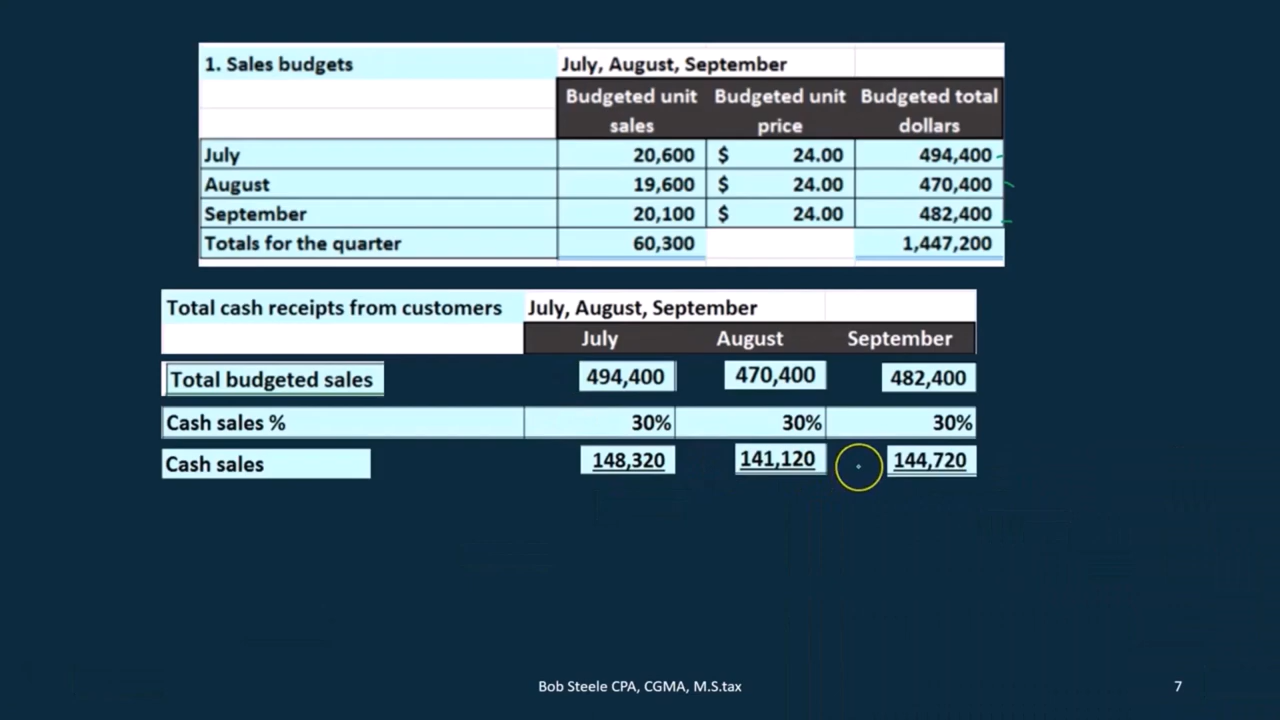 1. Sales budgets July, August, September
Budgeted unit sales Budgeted unit price Budgeted total dollars
July 20,600 $ 24.00 494,400
August 19,600 $ 24.00 470,400
September 20,100 $ 24.00 482,400
Totals for the quarter 60,300 1,447,200
Total cash receipts from customers July, August, September
July August September
Total budgeted sales 494,400 470,400 482,400
Cash sales % 30% 30% 30%
Cash sales 148,320 141,120 144,720
Bob Steele CPA, CGMA, M.S.tax 7